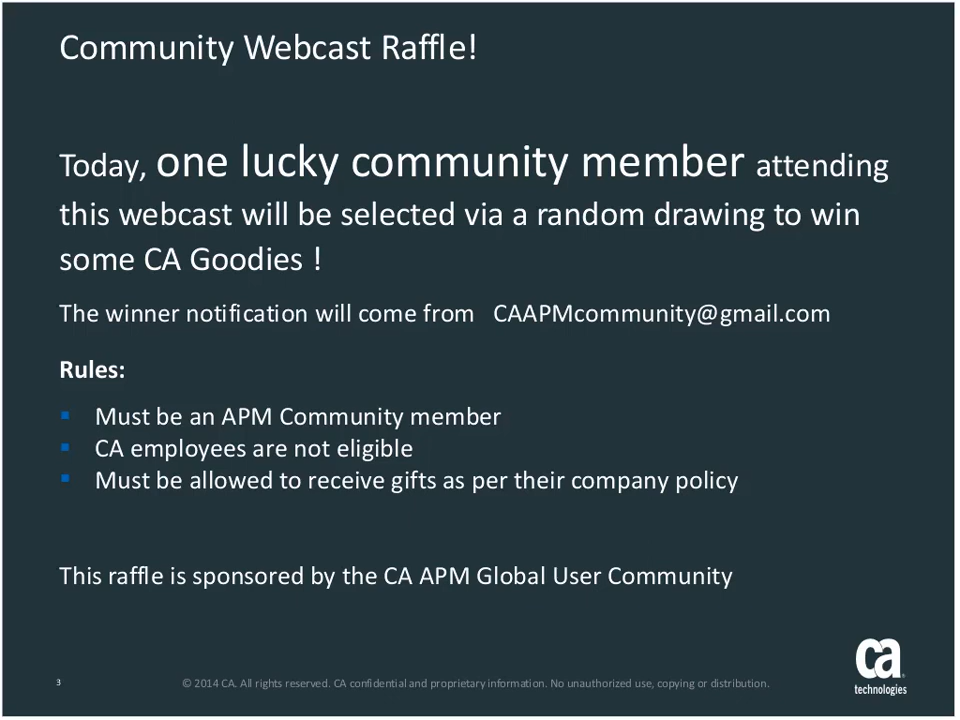 Community Webcast Raffle!
Today, one lucky community member attending
this webcast will be selected via a random drawing to win
some CA Goodies !
The winner notification will come from CAAPMcommunity@gmail.com
Rules:
▪ Must be an APM Community member
▪ CA employees are not eligible
▪ Must be allowed to receive gifts as per their company policy
This raffle is sponsored by the CA APM Global User Community
3
© 2014 CA. All rights reserved. CA confidential and proprietary information. No unauthorized use, copying or distribution.
ca
technologies